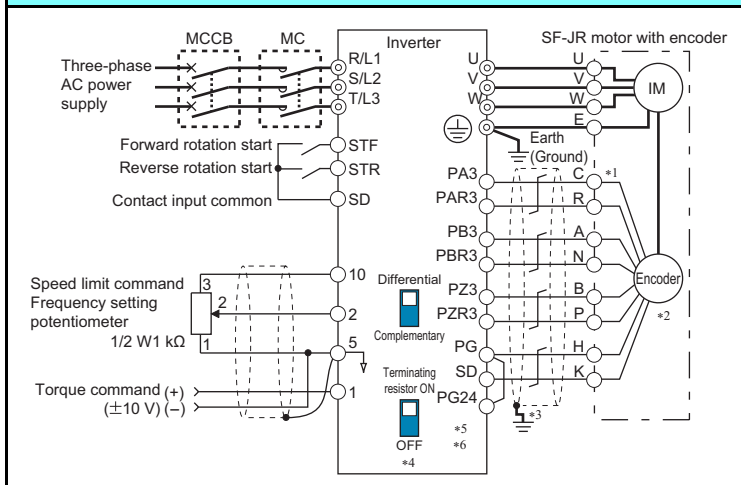 MCCB MC
Inverter
SF-JR motor with encoder
Three-phase
AC power
supply
R/L1
S/L2
T/L3
U
V
W
U
V
W
E
IM
Earth
(Ground)
Forward rotation start
Reverse rotation start
Contact input common
STF
STR
SD
PA3
PAR3
PB3
PBR3
PZ3
PZR3
PG
SD
PG24
C
R
A
N
B
P
H
K
*1
Encoder
*2
*3
Speed limit command
Frequency setting
potentiometer
1/2 W1 kΩ
3
2
1
10
2
5
1
Differential
Complementary
Terminating
resistor ON
OFF
*4
*5
*6
Torque command (+)
(±10 V) (−)